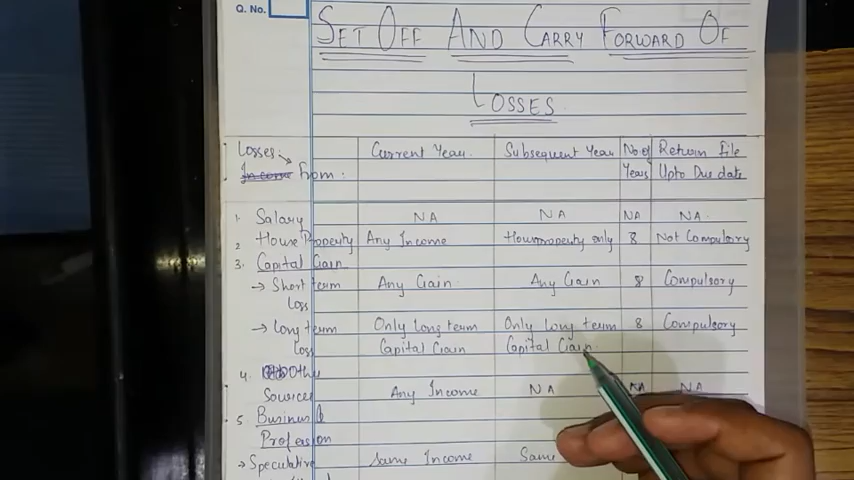 Q. No.
SET OFF AND CARRY FORWARD OF
LOSSES
Losses: Current Year Subsequent Year No. of Return File
from: Years Upto Due date
1. Salary NA NA NA NA
2 House Property Any Income House property only 8 Not Compulsory
3. Capital Gain
→ Short term Any Gain Any Gain 8 Compulsory
Loss
→ Long term Only long term Only long term 8 Compulsory
Loss Capital Gain Capital Gain
4. Other
Sources Any Income NA NA NA
5 Business &
Profession
→ Speculative Same Income Same